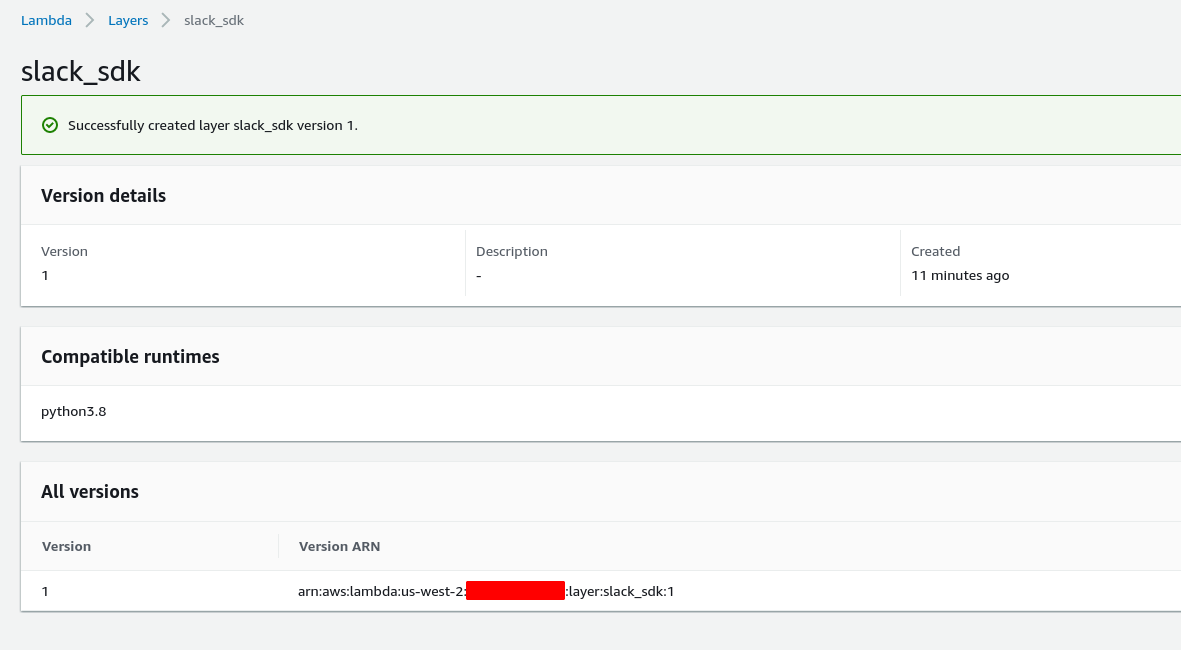 Lambda > Layers > slack_sdk
slack_sdk
Successfully created layer slack_sdk version 1.
Version details
Version Description Created
1 - 11 minutes ago
Compatible runtimes
python3.8
All versions
Version Version ARN
1 arn:aws:lambda:us-west-2: :layer:slack_sdk:1